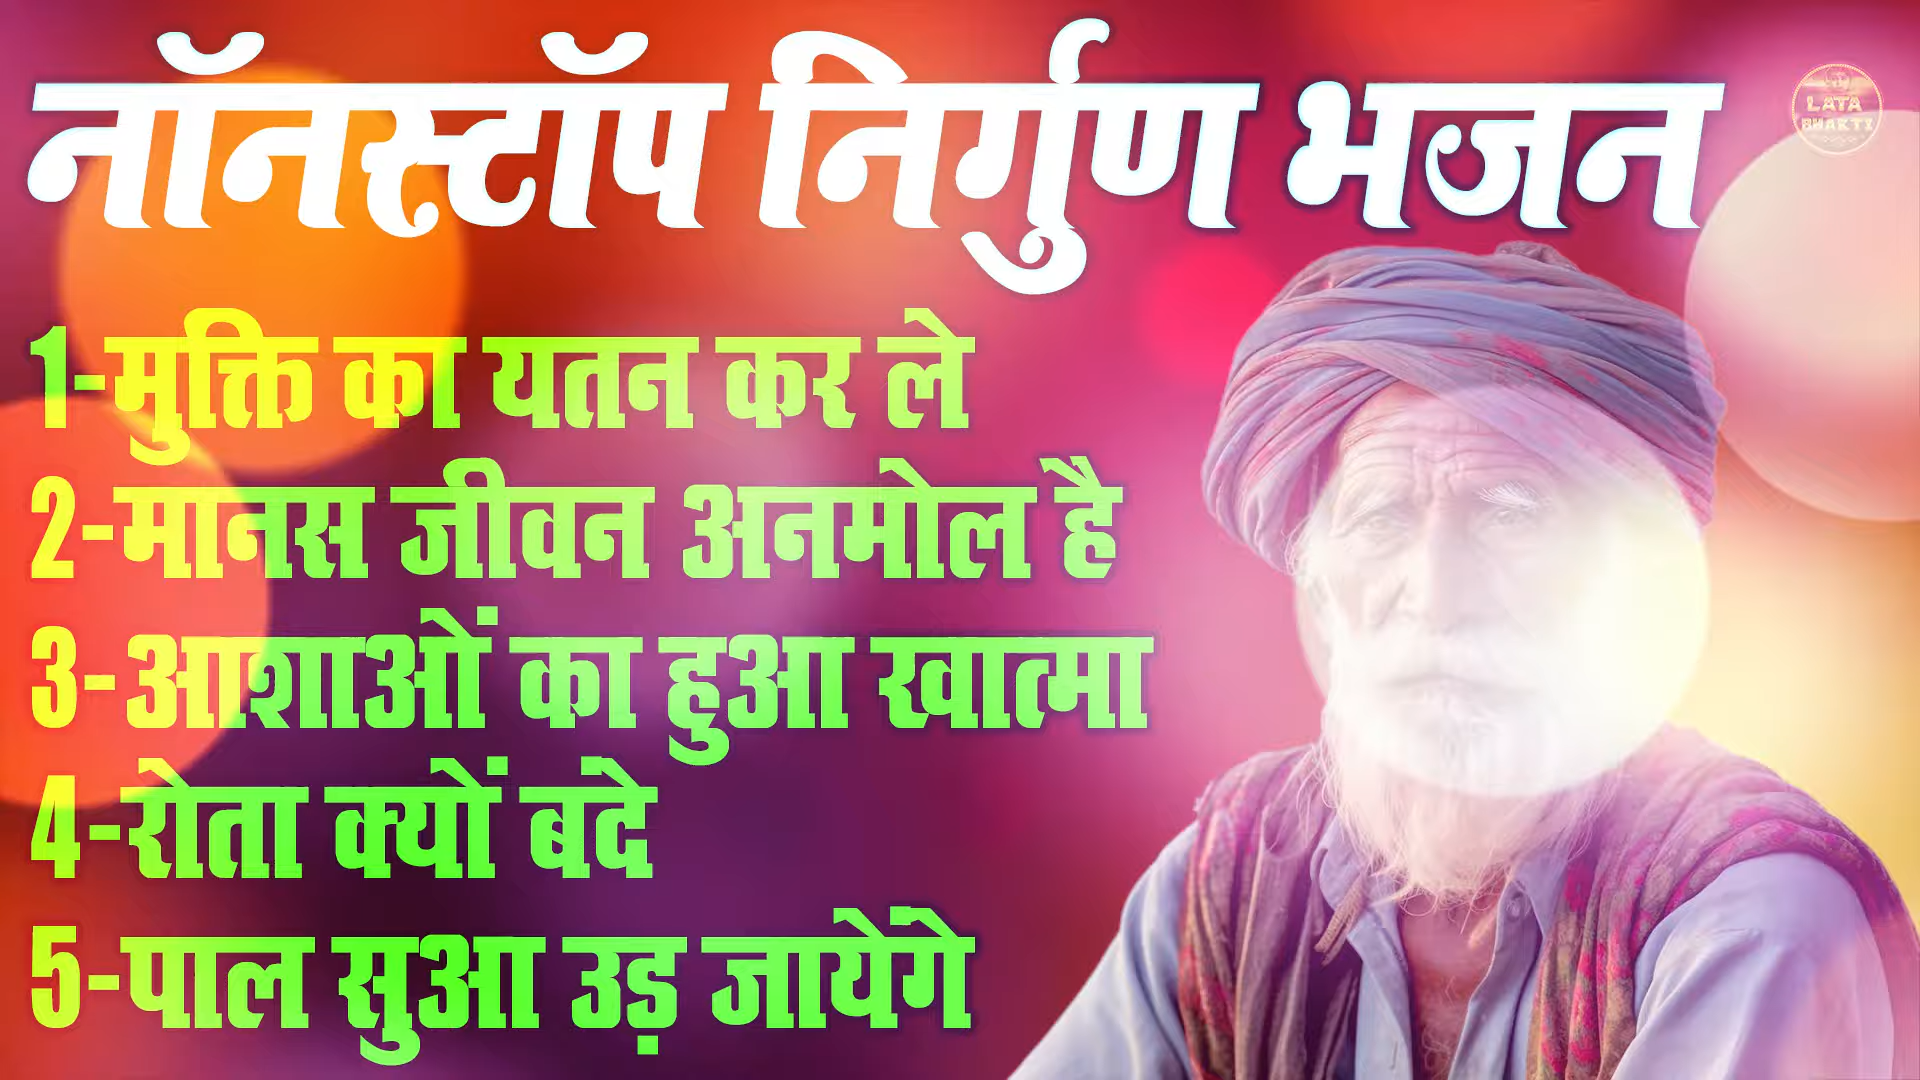 नॉनस्टॉप निर्गुण भजन
LATA
BHAKTI
1-मुक्ति का यतन कर ले
2-मानस जीवन अनमोल है
3-आशाओं का हुआ खात्मा
4-रोता क्यों बंदे
5-पाल सुआ उड़ जायेंगे